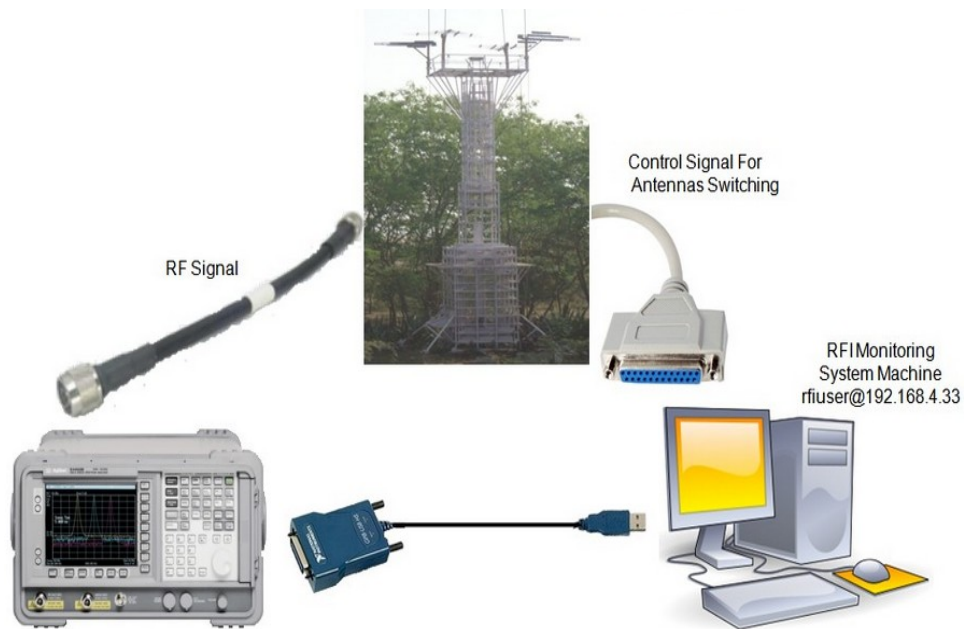 Control Signal For
Antennas Switching
RF Signal
RFI Monitoring
System Machine
rfiuser@192.168.4.33